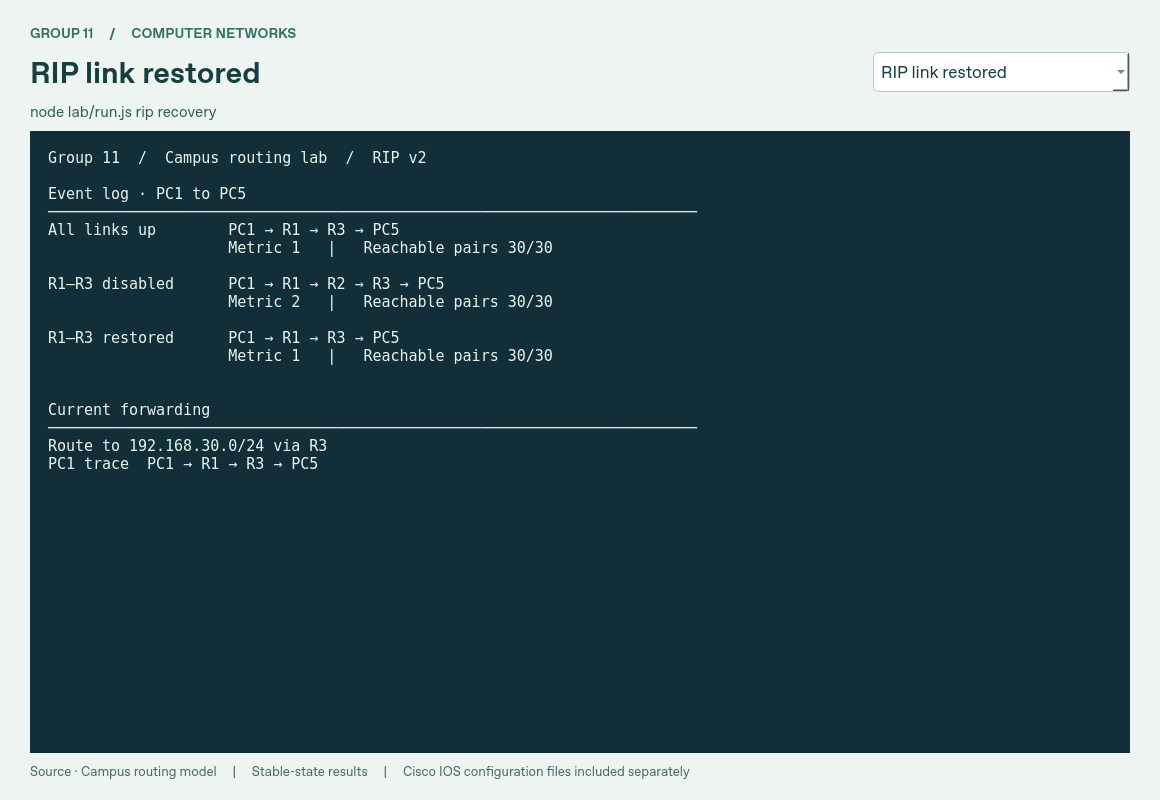 GROUP 11 / COMPUTER NETWORKS
RIP link restored
RIP link restored
node lab/run.js rip recovery
Group 11 / Campus routing lab / RIP v2
Event log · PC1 to PC5
All links up PC1 → R1 → R3 → PC5
Metric 1 | Reachable pairs 30/30
R1—R3 disabled PC1 → R1 → R2 → R3 → PC5
Metric 2 | Reachable pairs 30/30
R1—R3 restored PC1 → R1 → R3 → PC5
Metric 1 | Reachable pairs 30/30
Current forwarding
Route to 192.168.30.0/24 via R3
PC1 trace PC1 → R1 → R3 → PC5
Source · Campus routing model | Stable-state results | Cisco IOS configuration files included separately